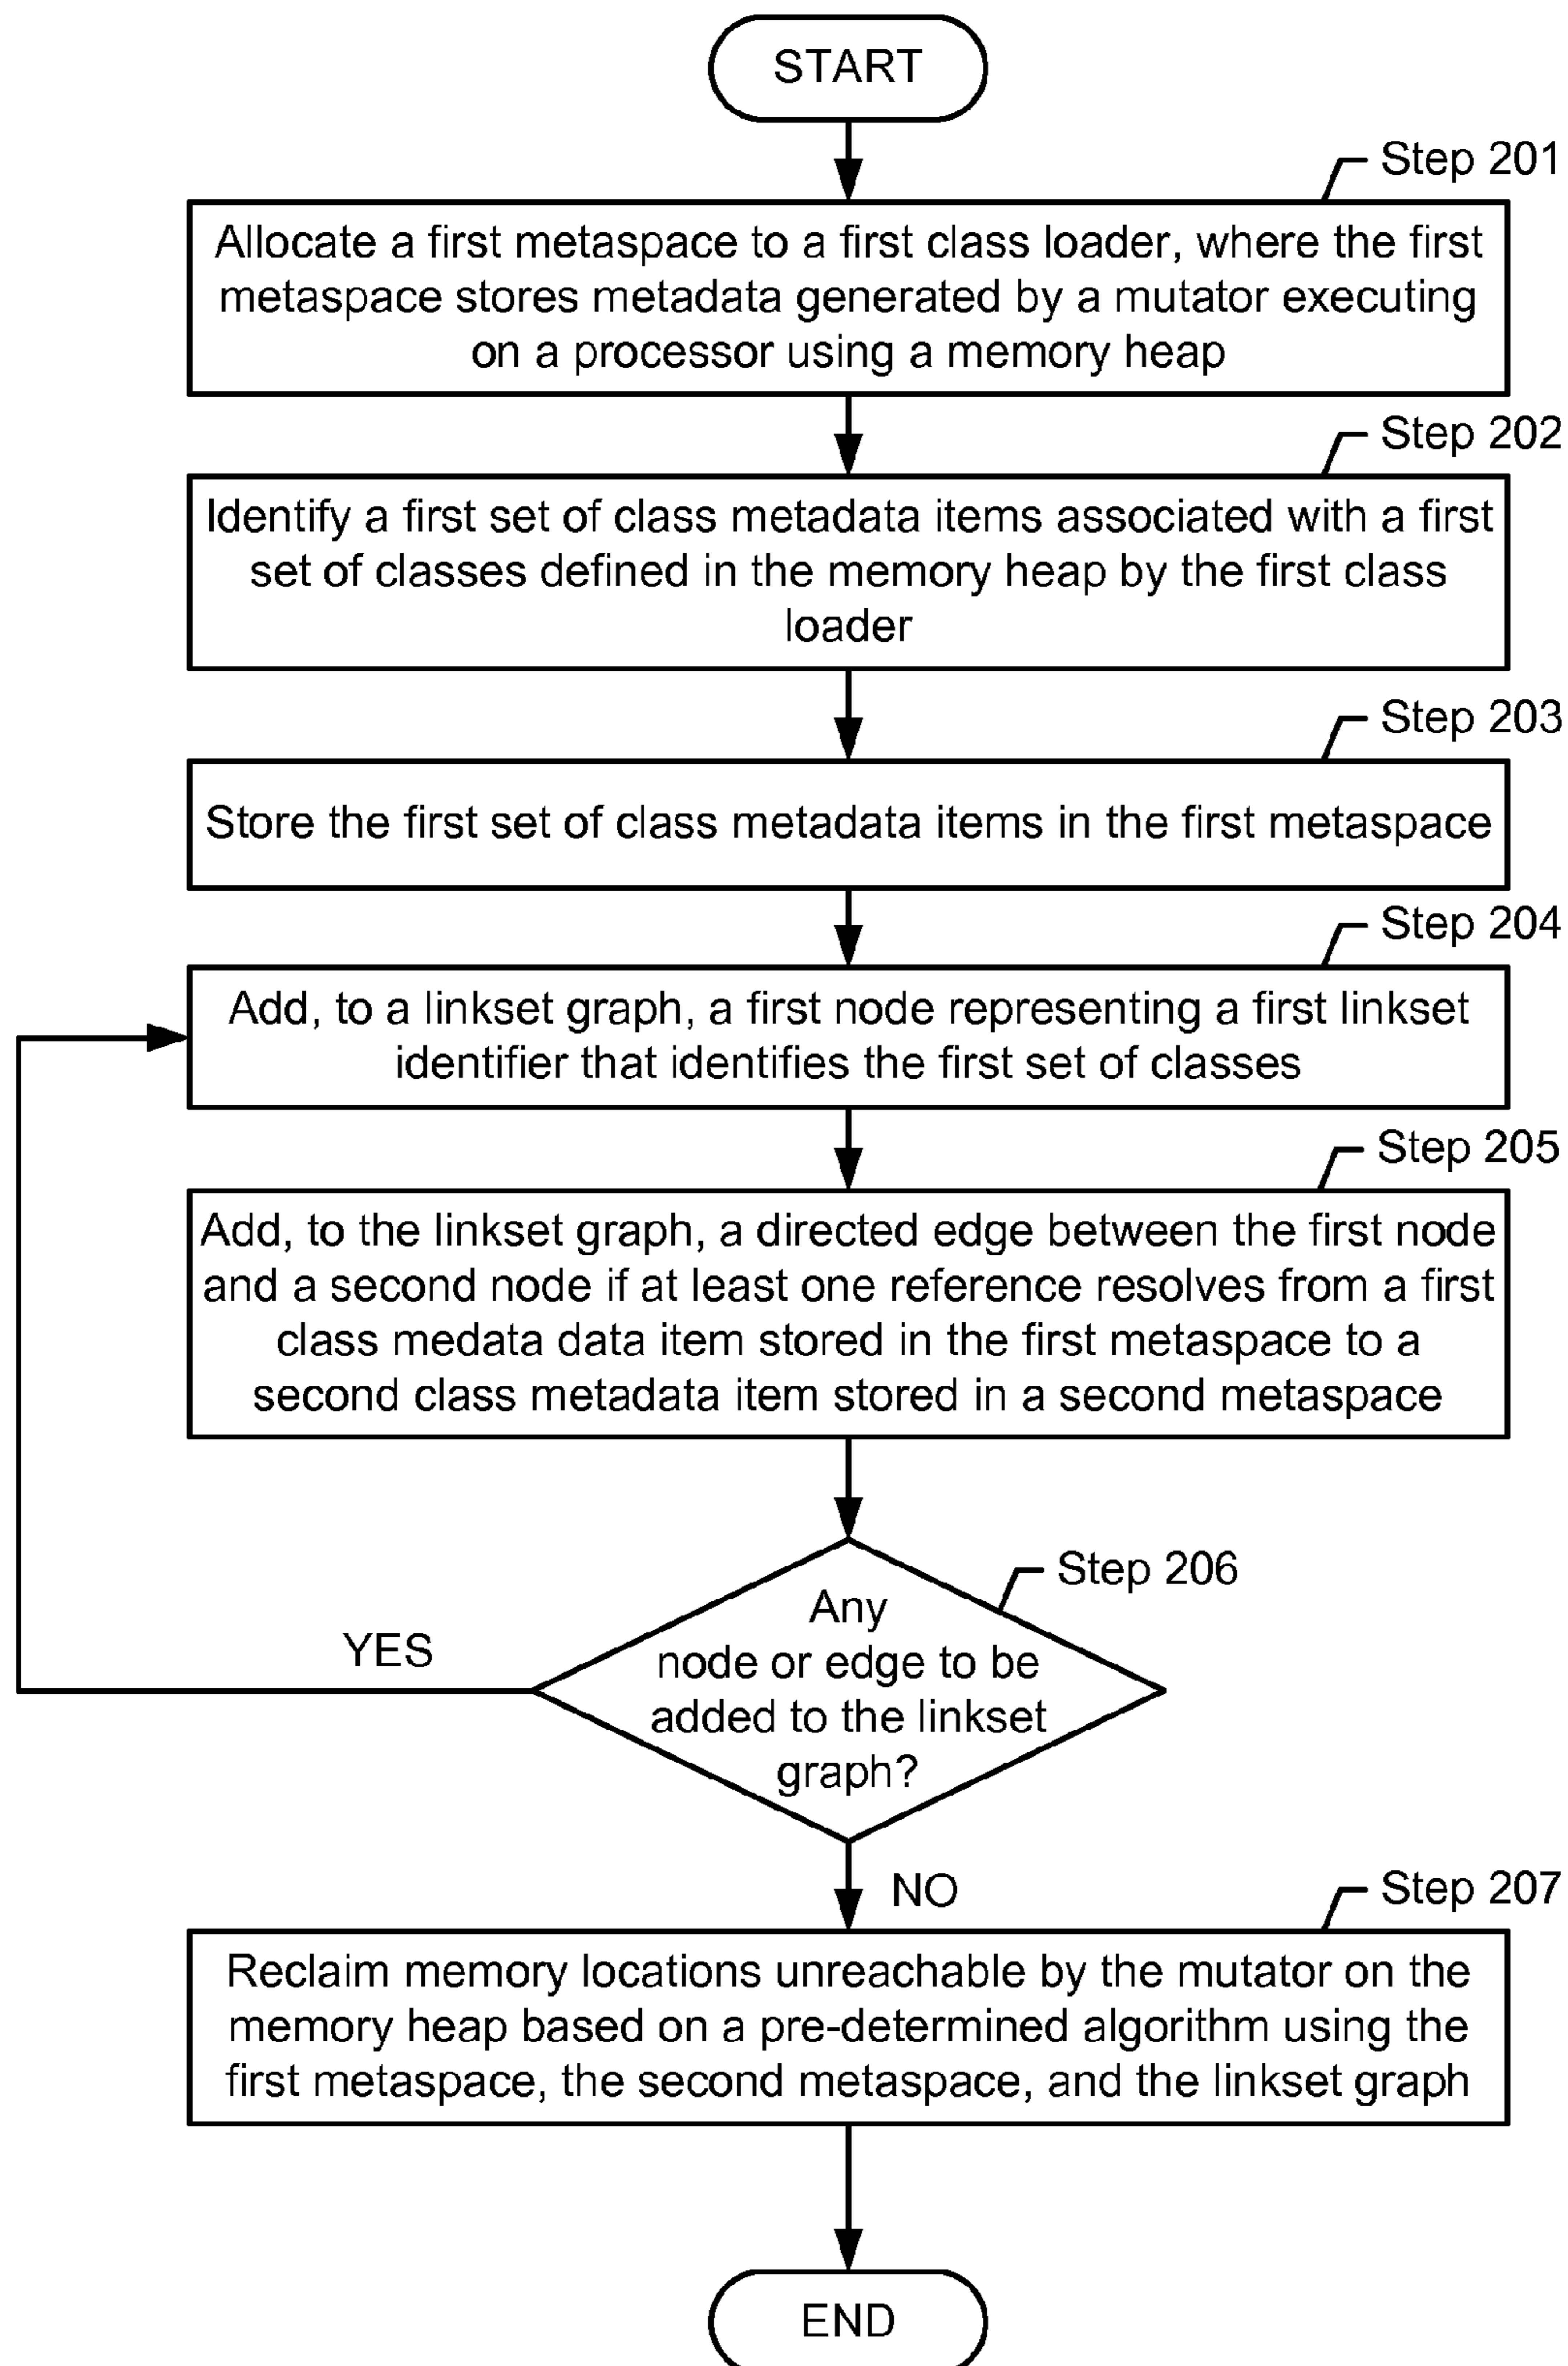 START
Step 201
Allocate a first metaspace to a first class loader, where the first
metaspace stores metadata generated by a mutator executing
on a processor using a memory heap
Step 202
Identify a first set of class metadata items associated with a first
set of classes defined in the memory heap by the first class
loader
Step 203
Store the first set of class metadata items in the first metaspace
Step 204
Add, to a linkset graph, a first node representing a first linkset
identifier that identifies the first set of classes
Step 205
Add, to the linkset graph, a directed edge between the first node
and a second node if at least one reference resolves from a first
class medata data item stored in the first metaspace to a
second class metadata item stored in a second metaspace
Step 206
Any
node or edge to be
added to the linkset
graph?
YES
NO
Step 207
Reclaim memory locations unreachable by the mutator on the
memory heap based on a pre-determined algorithm using the
first metaspace, the second metaspace, and the linkset graph
END